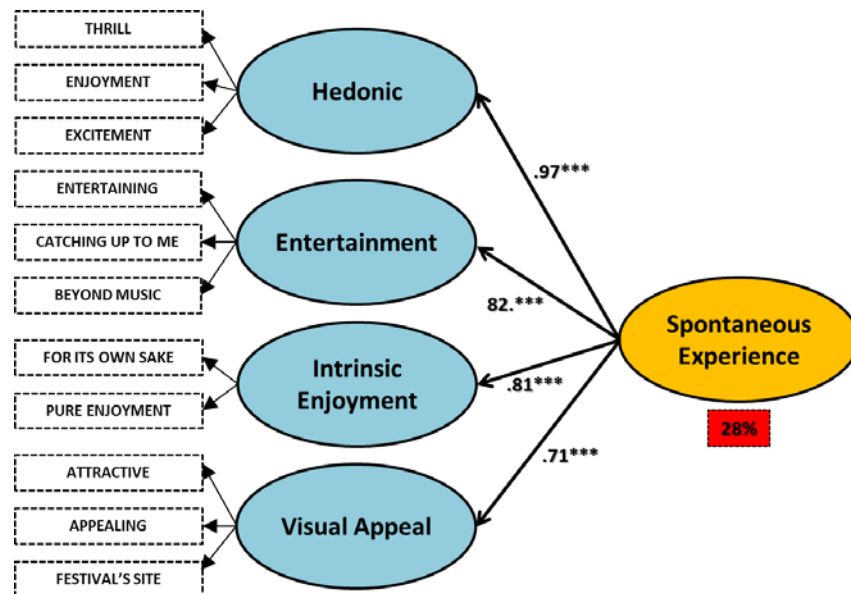 THRILL
ENJOYMENT
EXCITEMENT
Hedonic
.97***
ENTERTAINING
CATCHING UP TO ME
BEYOND MUSIC
Entertainment
82.***
Spontaneous
Experience
28%
FOR ITS OWN SAKE
PURE ENJOYMENT
Intrinsic
Enjoyment
.81***
.71***
ATTRACTIVE
APPEALING
FESTIVAL'S SITE
Visual Appeal